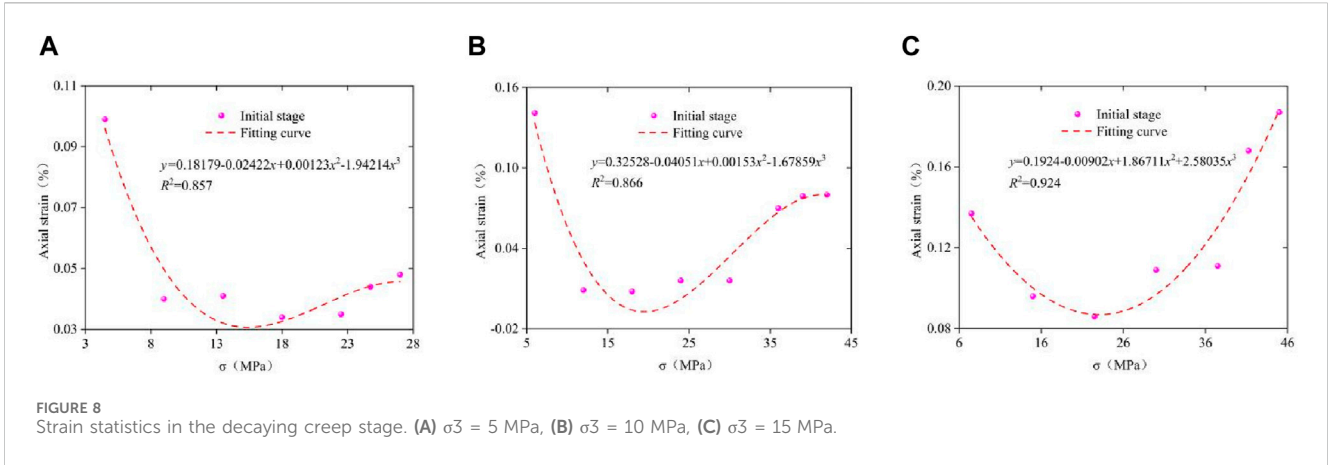 A
B
C
0.11
0.09
0.07
0.05
0.03
Axial strain (%)
3
8
13
18
23
28
σ (MPa)
Initial stage
Fitting curve
y=0.18179-0.02422x+0.00123x²-1.94214x³
R²=0.857
0.16
0.10
0.04
-0.02
Axial strain (%)
5
15
25
35
45
σ (MPa)
Initial stage
Fitting curve
y=0.32528-0.04051x+0.00153x²-1.67859x³
R²=0.866
0.20
0.16
0.12
0.08
Axial strain (%)
6
16
26
36
46
σ (MPa)
Initial stage
Fitting curve
y=0.1924-0.00902x+1.86711x²+2.58035x³
R²=0.924
FIGURE 8
Strain statistics in the decaying creep stage. (A) σ3 = 5 MPa, (B) σ3 = 10 MPa, (C) σ3 = 15 MPa.